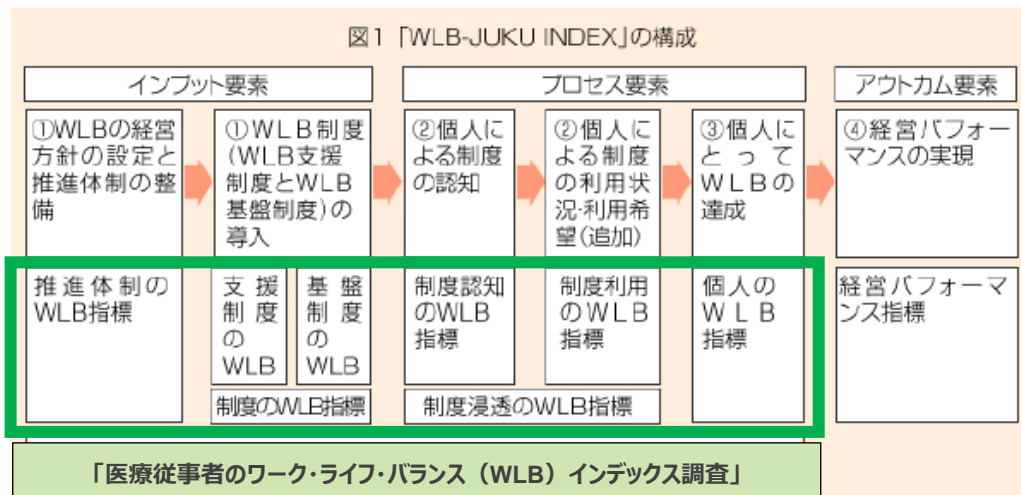 図1「WLB-JUKU INDEX」の構成
インプット要素
プロセス要素
アウトカム要素
①WLBの経営
方針の設定と
推進体制の整
備
①WLB制度
(WLB支援
制度とWLB
基盤制度)の
導入
②個人に
よる制度
の認知
②個人に
よる制度
の利用状
況・利用希
望(追加)
③個人に
とって
WLBの
達成
④経営パフォー
マンスの実現
推進体制の
WLB指標
支援
制度
の
WLB
基盤
制度
の
WLB
制度のWLB指標
制度認知
のWLB
指標
制度利用
のWLB
指標
制度浸透のWLB指標
個人の
WLB
指標
経営パフォーマ
ンス指標
「医療従事者のワーク・ライフ・バランス（WLB）インデックス調査」